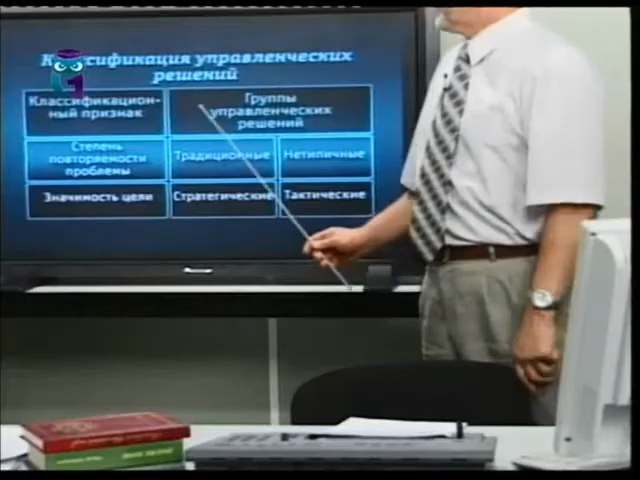 Классификация управленческих
решений
Классификацион-
ный признак
Группы
управленческих
решений
Степень
повторяемости
проблемы
Традиционные
Нетипичные
Значимость цели
Стратегические
Тактические